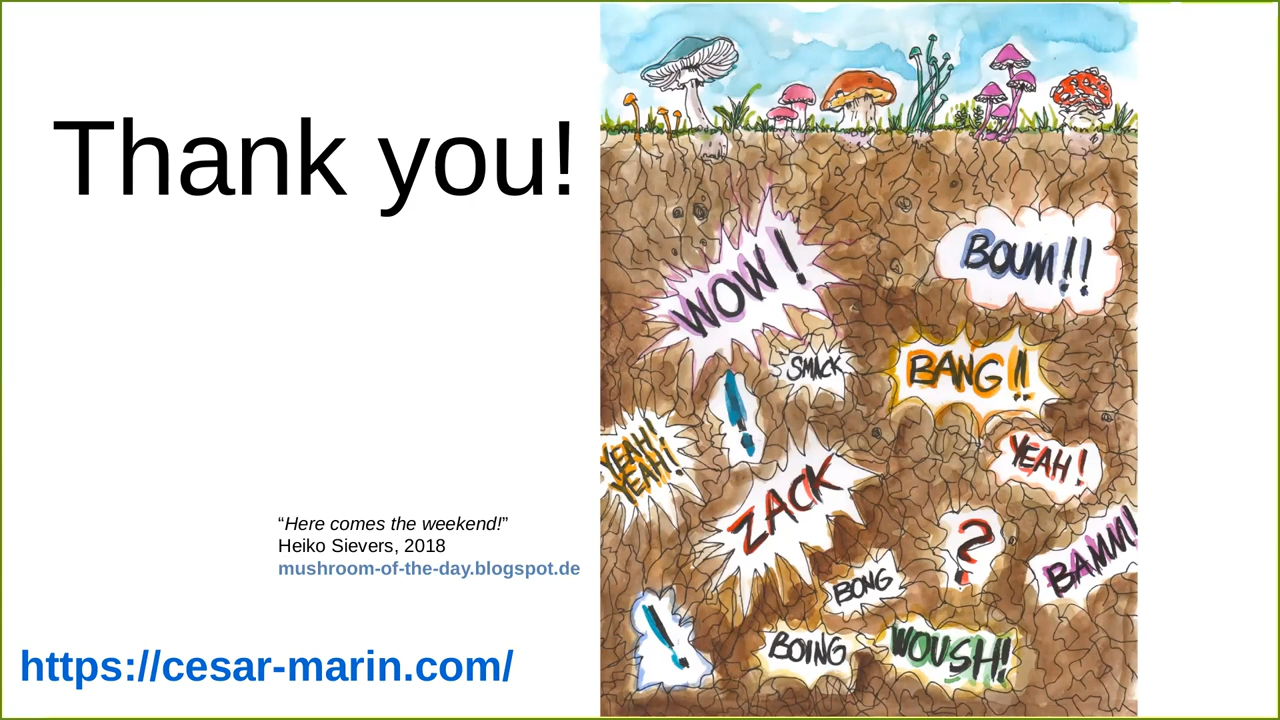 Thank you!
“Here comes the weekend!”
Heiko Sievers, 2018
mushroom-of-the-day.blogspot.de
https://cesar-marin.com/
WOW!
BOUM!!
SMACK
BANG!!
!
YEAH!
YEAH!
YEAH!
ZACK
?
BAMM!
BONG
!
BOING
WOUSH!